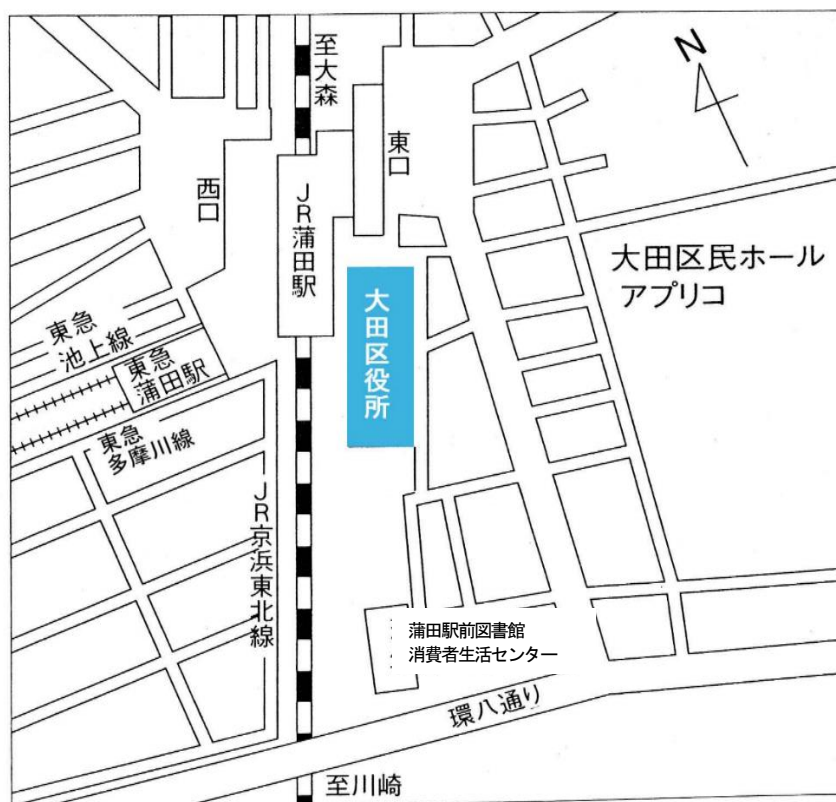 至大森
N
東口
西口
JR蒲田駅
大田区民ホール
アプリコ
大田区役所
東急
池上線
東急
蒲田駅
東急
多摩川線
JR京浜東北線
蒲田駅前図書館
消費者生活センター
環八通り
至川崎